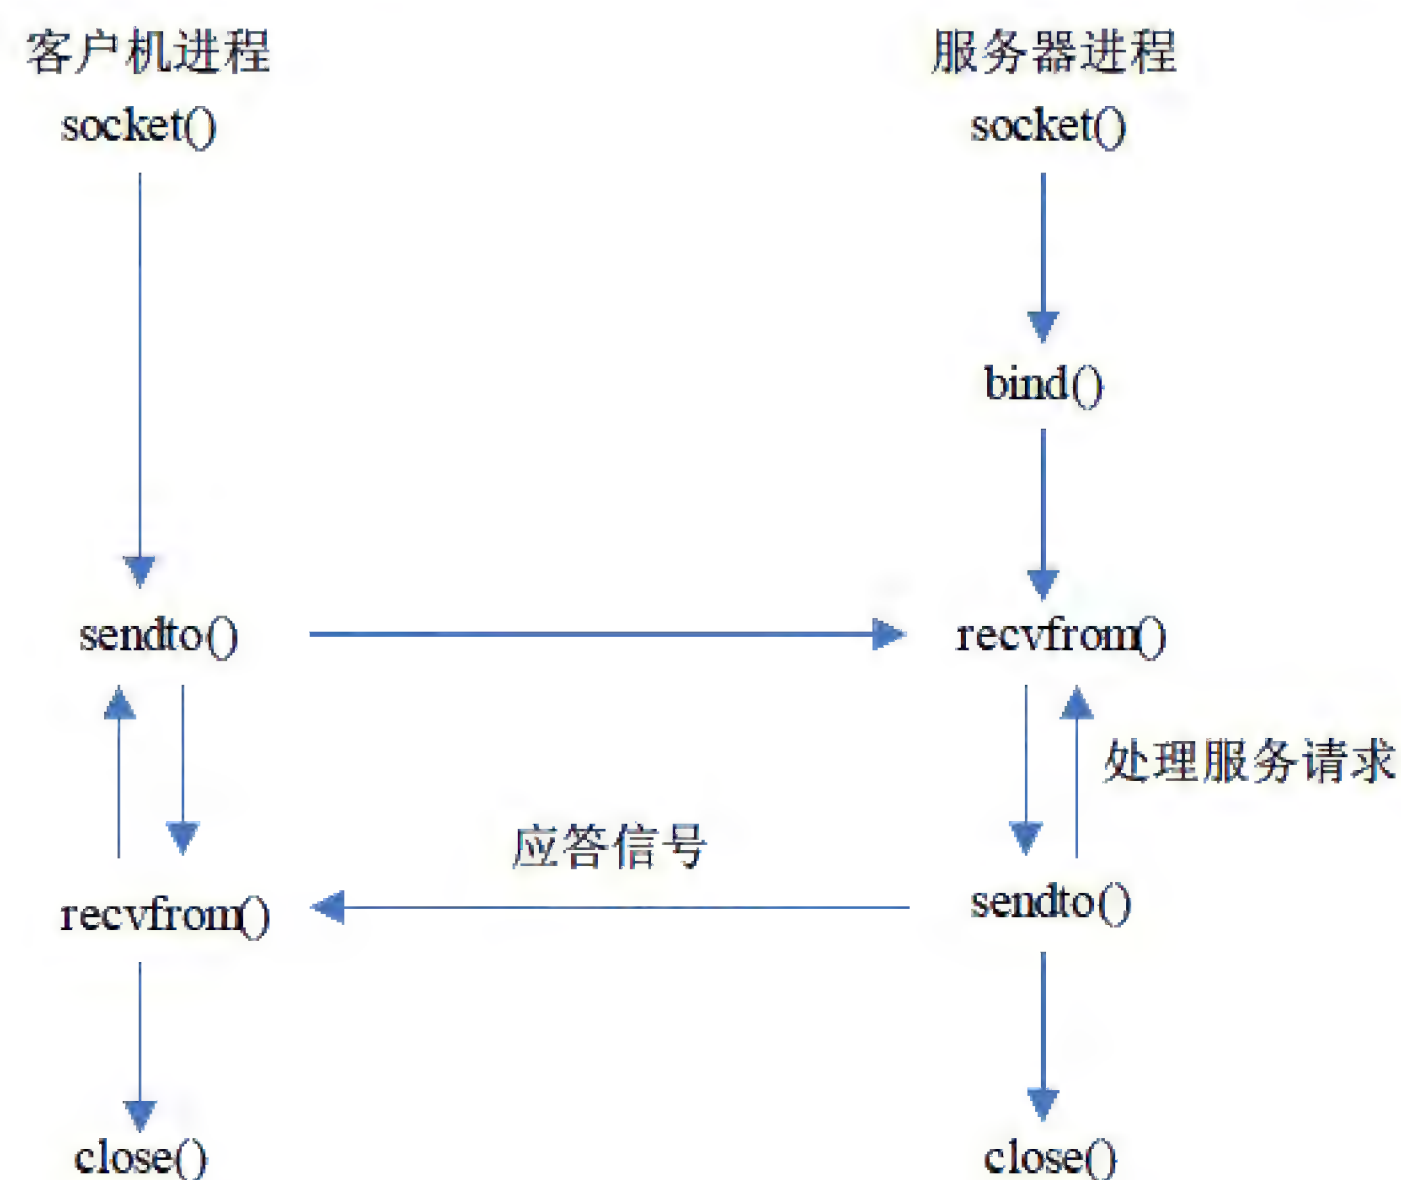 客户机进程
服务器进程
socket()
socket()
bind()
sendto()
recvfrom()
处理服务请求
应答信号
recvfrom()
sendto()
close()
close()